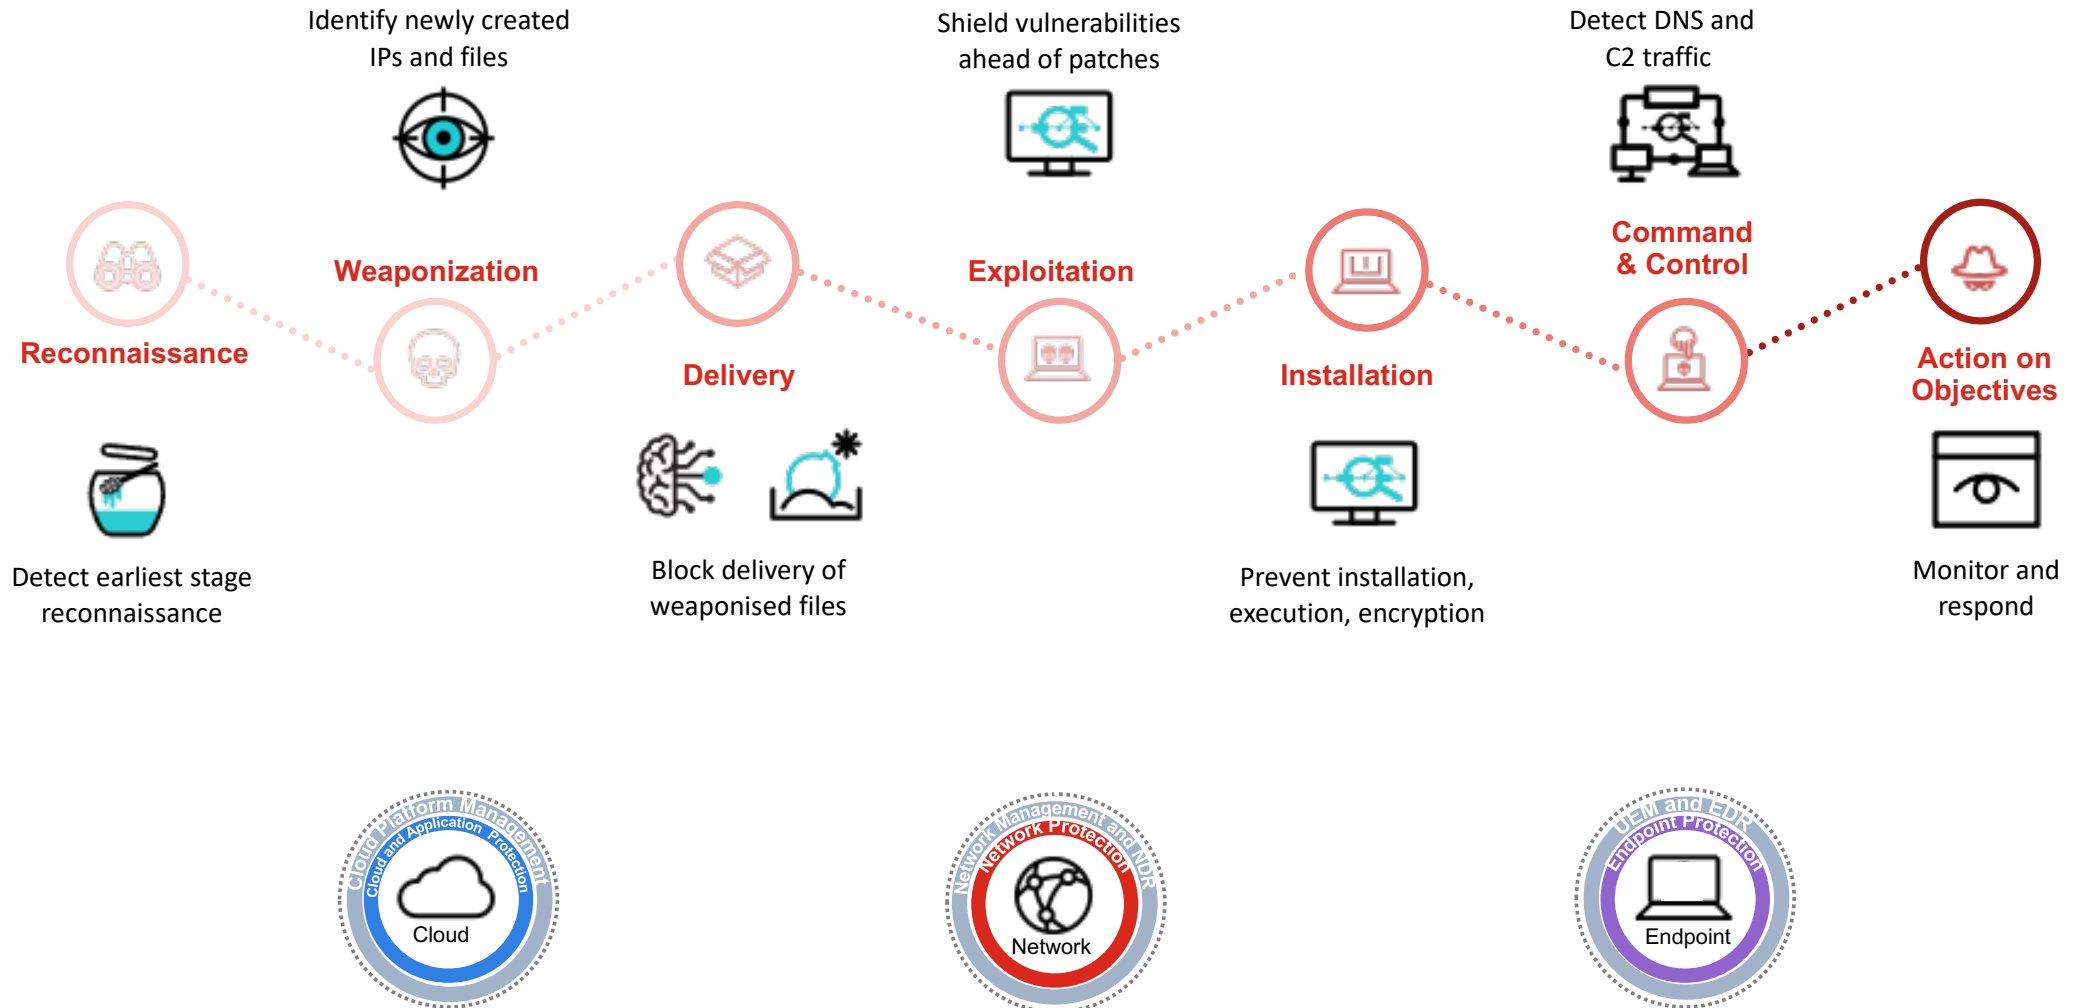 Identify newly created
IPs and files
Shield vulnerabilities
ahead of patches
Detect DNS and
C2 traffic
Reconnaissance
Weaponization
Delivery
Exploitation
Installation
Command
& Control
Action on
Objectives
Detect earliest stage
reconnaissance
Block delivery of
weaponised files
Prevent installation,
execution, encryption
Monitor and
respond
Cloud Platform Management
Cloud and Application Protection
Cloud
Network Management and NDR
Network Protection
Network
UEM and EDR
Endpoint Protection
Endpoint